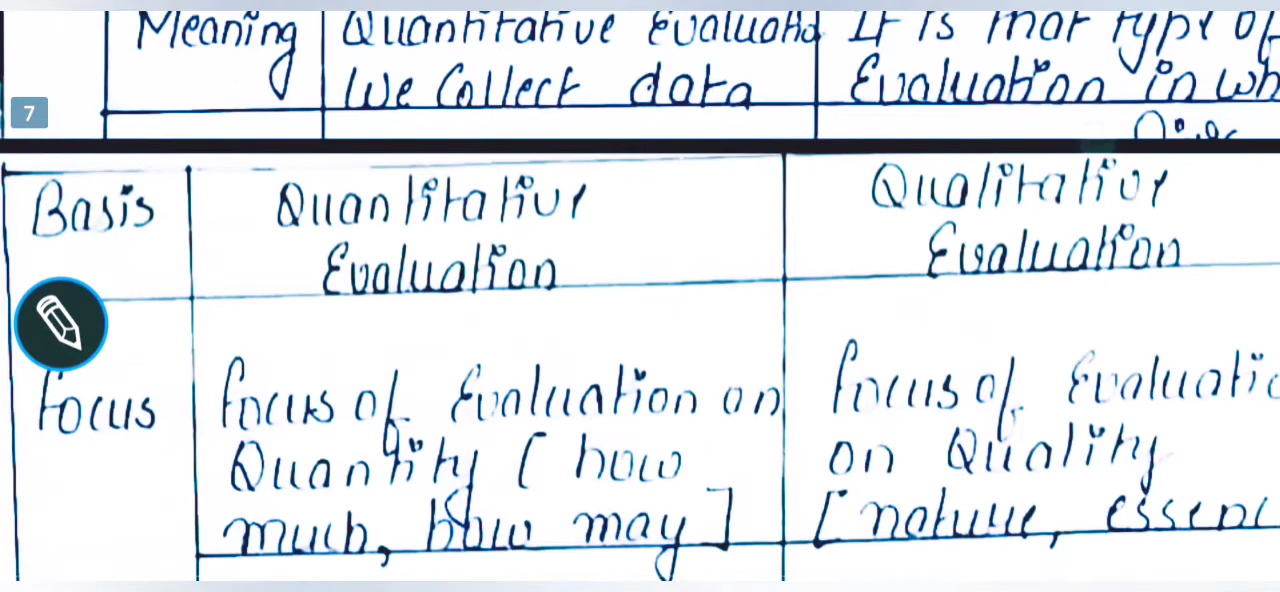 Meaning Quantitative Evaluatio It is that type of
We Collect data Evaluation in wh
7
Basis Quantitative Qualitative
Evaluation Evaluation
Focus Focus of Evaluation on Focus of Evaluatio
Quantity [ how on Quality
much, how may ] [ nature, essenc